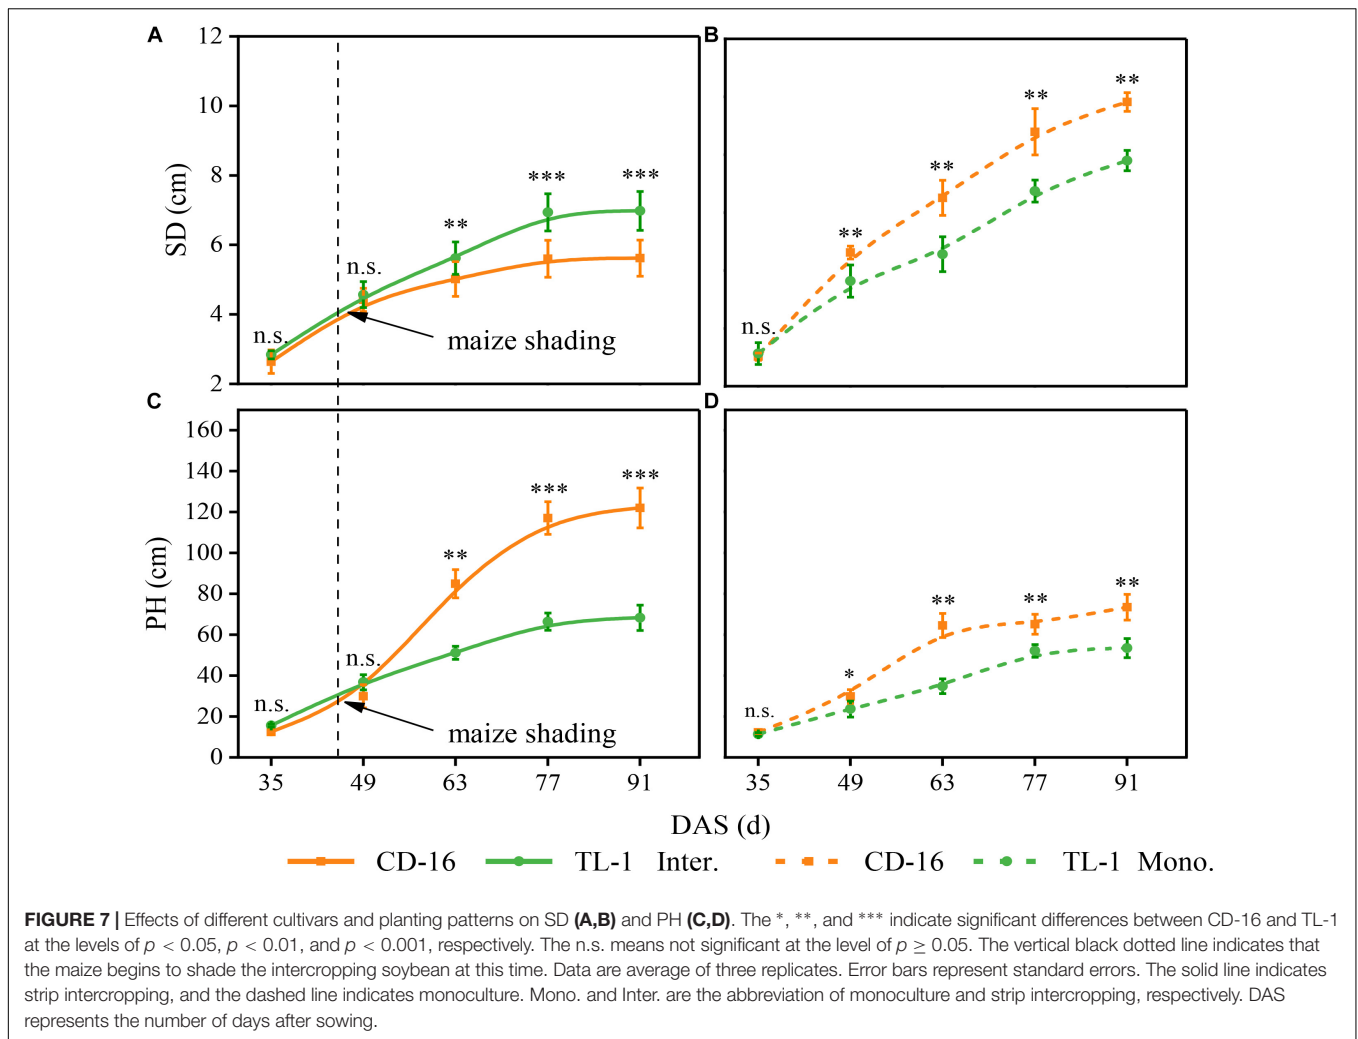 A
B
12
10
8
6
4
2
SD (cm)
n.s.
n.s.
**
***
***
maize shading
n.s.
**
**
**
**
C
D
160
140
120
100
80
60
40
20
0
PH (cm)
n.s.
n.s.
**
***
***
maize shading
n.s.
*
**
**
**
35 49 63 77 91 35 49 63 77 91
DAS (d)
CD-16 TL-1 Inter. CD-16 TL-1 Mono.
FIGURE 7 | Effects of different cultivars and planting patterns on SD (A,B) and PH (C,D). The *, **, and *** indicate significant differences between CD-16 and TL-1
at the levels of p < 0.05, p < 0.01, and p < 0.001, respectively. The n.s. means not significant at the level of p ≥ 0.05. The vertical black dotted line indicates that
the maize begins to shade the intercropping soybean at this time. Data are average of three replicates. Error bars represent standard errors. The solid line indicates
strip intercropping, and the dashed line indicates monoculture. Mono. and Inter. are the abbreviation of monoculture and strip intercropping, respectively. DAS
represents the number of days after sowing.